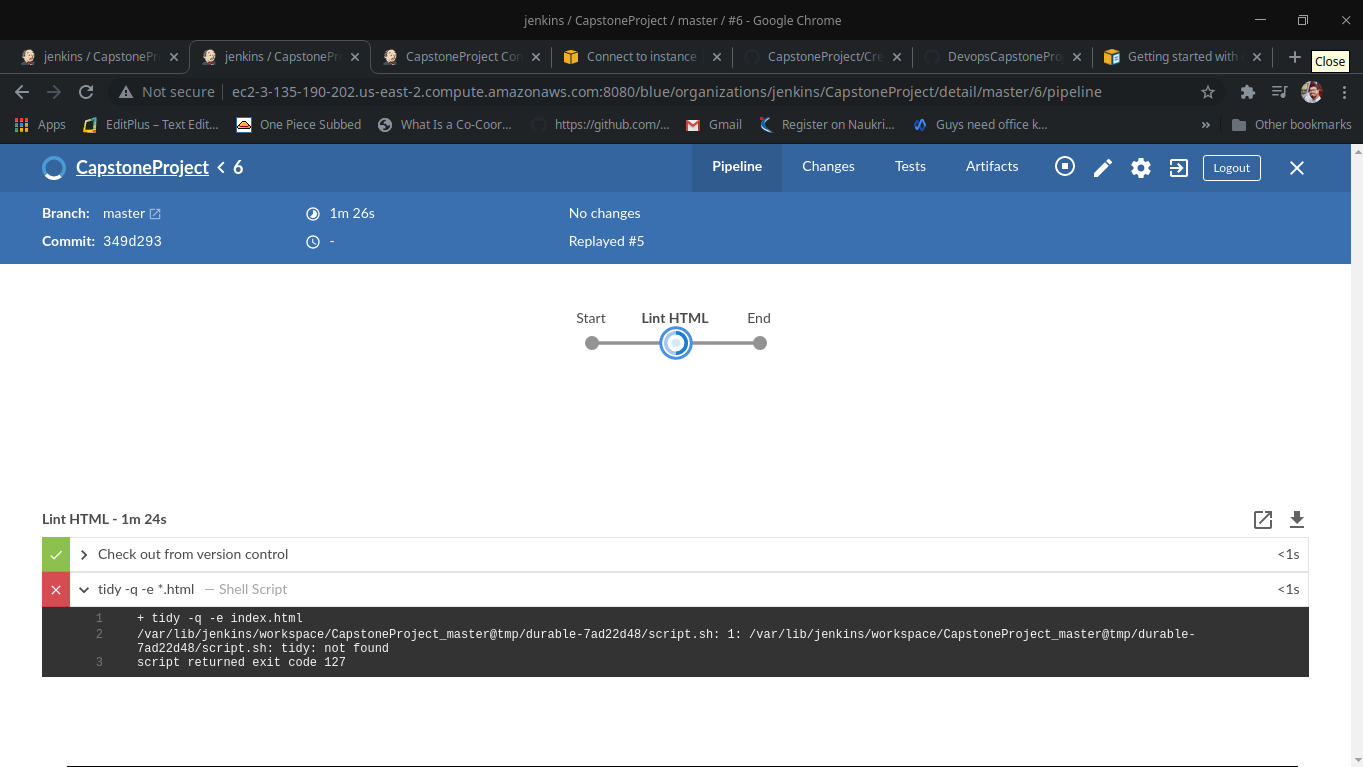 jenkins / CapstoneProject / master / #6 - Google Chrome
jenkins / CapstonePr
jenkins / CapstonePr
CapstoneProject Con
Connect to instance
CapstoneProject/Cre
DevopsCapstoneProj
Getting started with
Close
Not secure
ec2-3-135-190-202.us-east-2.compute.amazonaws.com:8080/blue/organizations/jenkins/CapstoneProject/detail/master/6/pipeline
Apps
EditPlus – Text Edit...
One Piece Subbed
What Is a Co-Coor...
https://github.com/...
Gmail
Register on Naukri...
Guys need office k...
»
Other bookmarks
CapstoneProject < 6
Pipeline
Changes
Tests
Artifacts
Logout
Branch: master
1m 26s
No changes
Commit: 349d293
-
Replayed #5
Start
Lint HTML
End
Lint HTML - 1m 24s
Check out from version control
<1s
tidy -q -e *.html — Shell Script
<1s
1 + tidy -q -e index.html
2 /var/lib/jenkins/workspace/CapstoneProject_master@tmp/durable-7ad22d48/script.sh: 1: /var/lib/jenkins/workspace/CapstoneProject_master@tmp/durable-
7ad22d48/script.sh: tidy: not found
3 script returned exit code 127